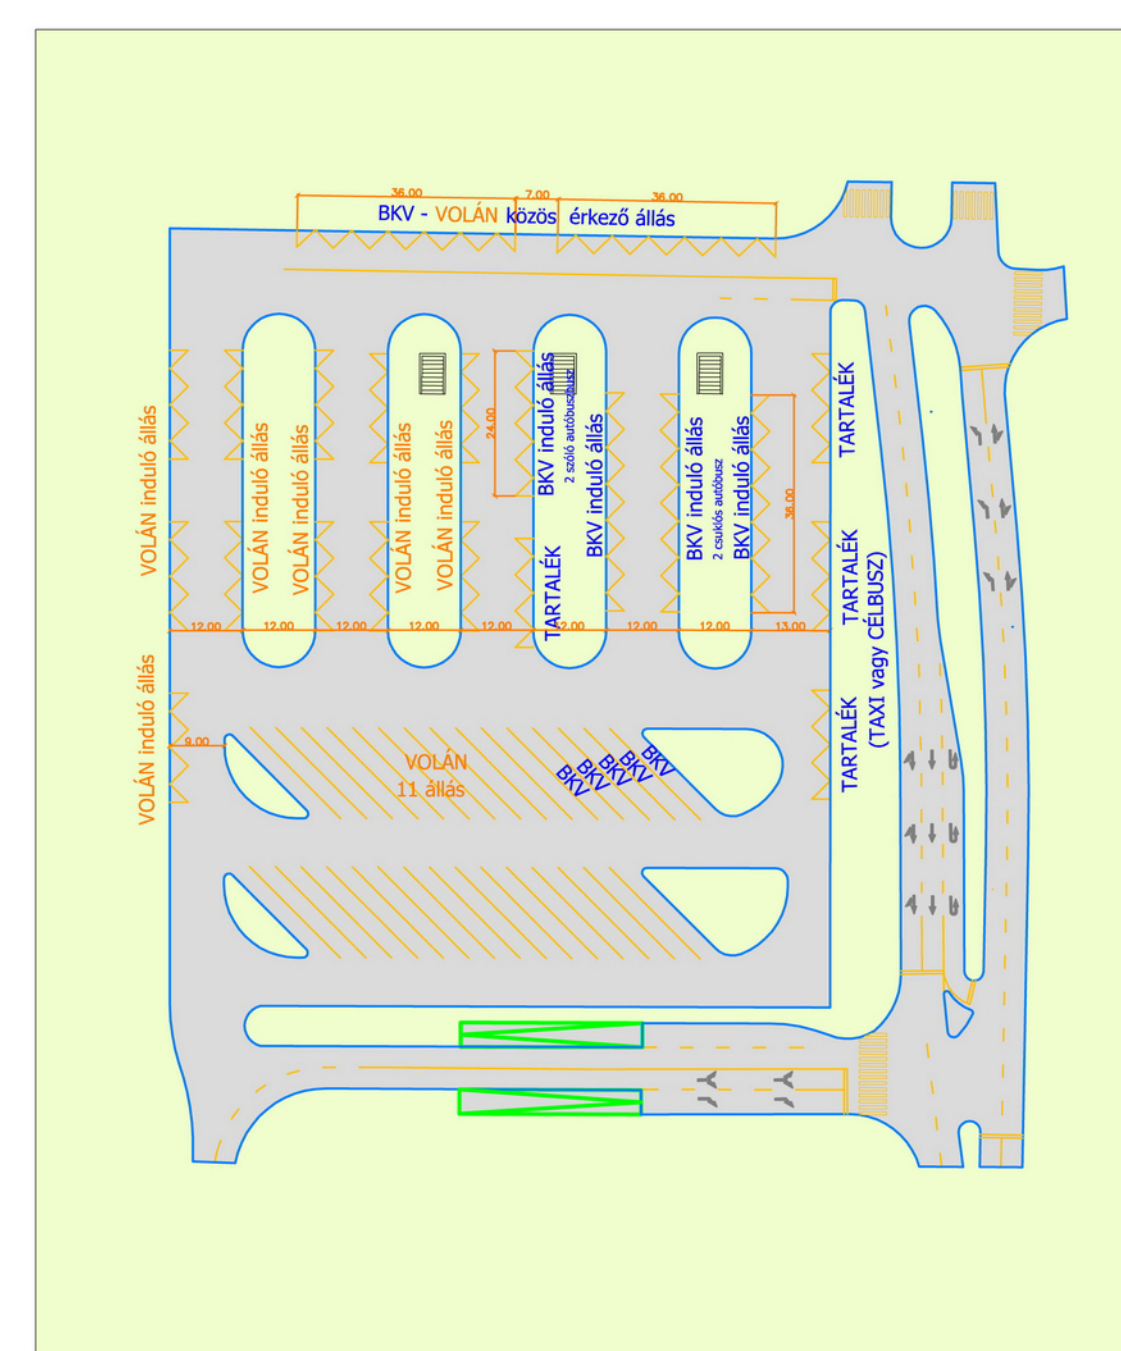 36.00
7.00
36.00
BKV - VOLÁN közös érkező állás
VOLÁN induló állás
VOLÁN induló állás
VOLÁN induló állás
VOLÁN induló állás
VOLÁN induló állás
24.00
BKV induló állás
2 szóló autóbusz
BKV induló állás
BKV induló állás
2 csuklós autóbusz
BKV induló állás
36.00
TARTALÉK
TARTALÉK
TARTALÉK
(TAXI vagy CÉLBUSZ)
12.00
12.00
12.00
12.00
12.00
12.00
12.00
12.00
13.00
VOLÁN induló állás
9.00
VOLÁN
11 állás
BKV
BKV
BKV
BKV
BKV
TARTALÉK